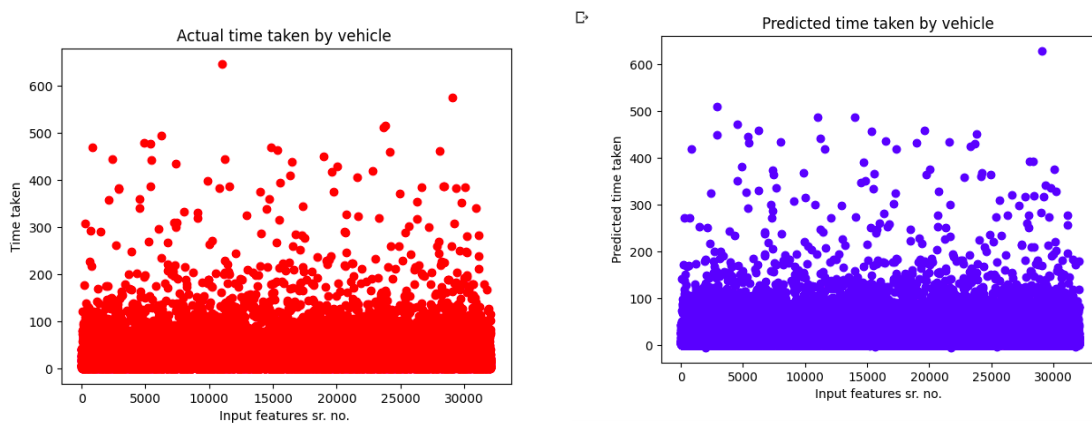 Actual time taken by vehicle
Time taken
600
500
400
300
200
100
0
0 5000 10000 15000 20000 25000 30000
Input features sr. no.
Predicted time taken by vehicle
Predicted time taken
600
500
400
300
200
100
0
0 5000 10000 15000 20000 25000 30000
Input features sr. no.